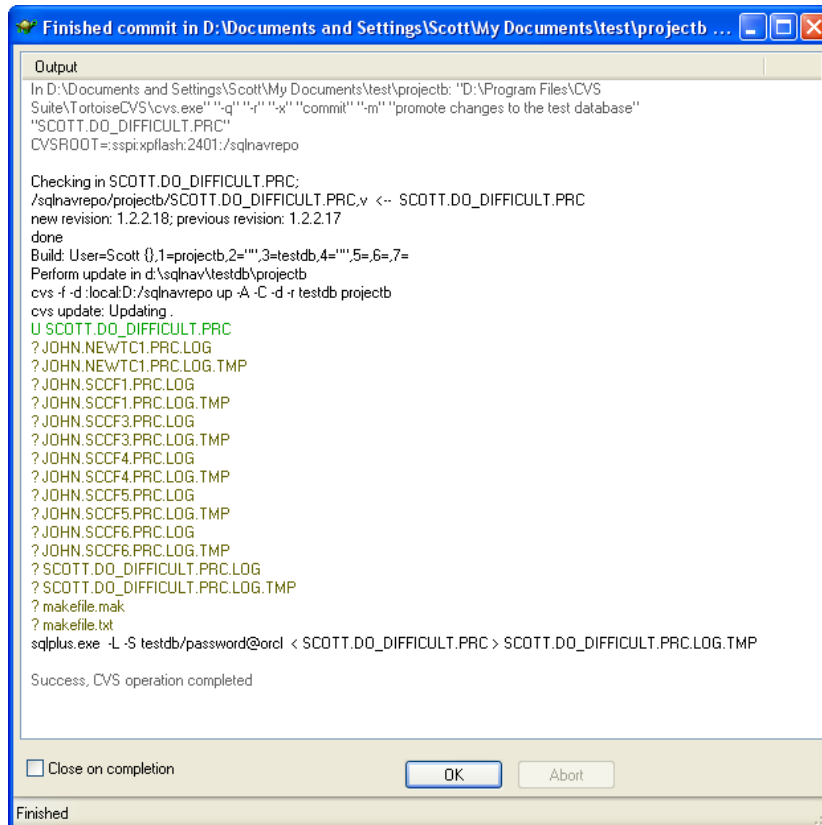 Finished commit in D:\Documents and Settings\Scott\My Documents\test\projectb ...
Output
In D:\Documents and Settings\Scott\My Documents\test\projectb: "D:\Program Files\CVS
Suite\TortoiseCVS\cvs.exe" "-q" "-r" "-x" "commit" "-m" "promote changes to the test database"
"SCOTT.DO_DIFFICULT.PRC"
CVSROOT=:sspi:xpflash:2401:/sqlnavrepo
Checking in SCOTT.DO_DIFFICULT.PRC;
/sqlnavrepo/projectb/SCOTT.DO_DIFFICULT.PRC,v <-- SCOTT.DO_DIFFICULT.PRC
new revision: 1.2.2.18; previous revision: 1.2.2.17
done
Build: User=Scott {},1=projectb,2="",3=testdb,4="",5=,6=,7=
Perform update in d:\sqlnav\testdb\projectb
cvs -f -d :local:D:/sqlnavrepo up -A -C -d -r testdb projectb
cvs update: Updating .
U SCOTT.DO_DIFFICULT.PRC
? JOHN.NEWTC1.PRC.LOG
? JOHN.NEWTC1.PRC.LOG.TMP
? JOHN.SCCF1.PRC.LOG
? JOHN.SCCF1.PRC.LOG.TMP
? JOHN.SCCF3.PRC.LOG
? JOHN.SCCF3.PRC.LOG.TMP
? JOHN.SCCF4.PRC.LOG
? JOHN.SCCF4.PRC.LOG.TMP
? JOHN.SCCF5.PRC.LOG
? JOHN.SCCF5.PRC.LOG.TMP
? JOHN.SCCF6.PRC.LOG
? JOHN.SCCF6.PRC.LOG.TMP
? SCOTT.DO_DIFFICULT.PRC.LOG
? SCOTT.DO_DIFFICULT.PRC.LOG.TMP
? makefile.mak
? makefile.txt
sqlplus.exe -L -S testdb/password@orcl < SCOTT.DO_DIFFICULT.PRC > SCOTT.DO_DIFFICULT.PRC.LOG.TMP
Success, CVS operation completed
Close on completion
OK
Abort
Finished